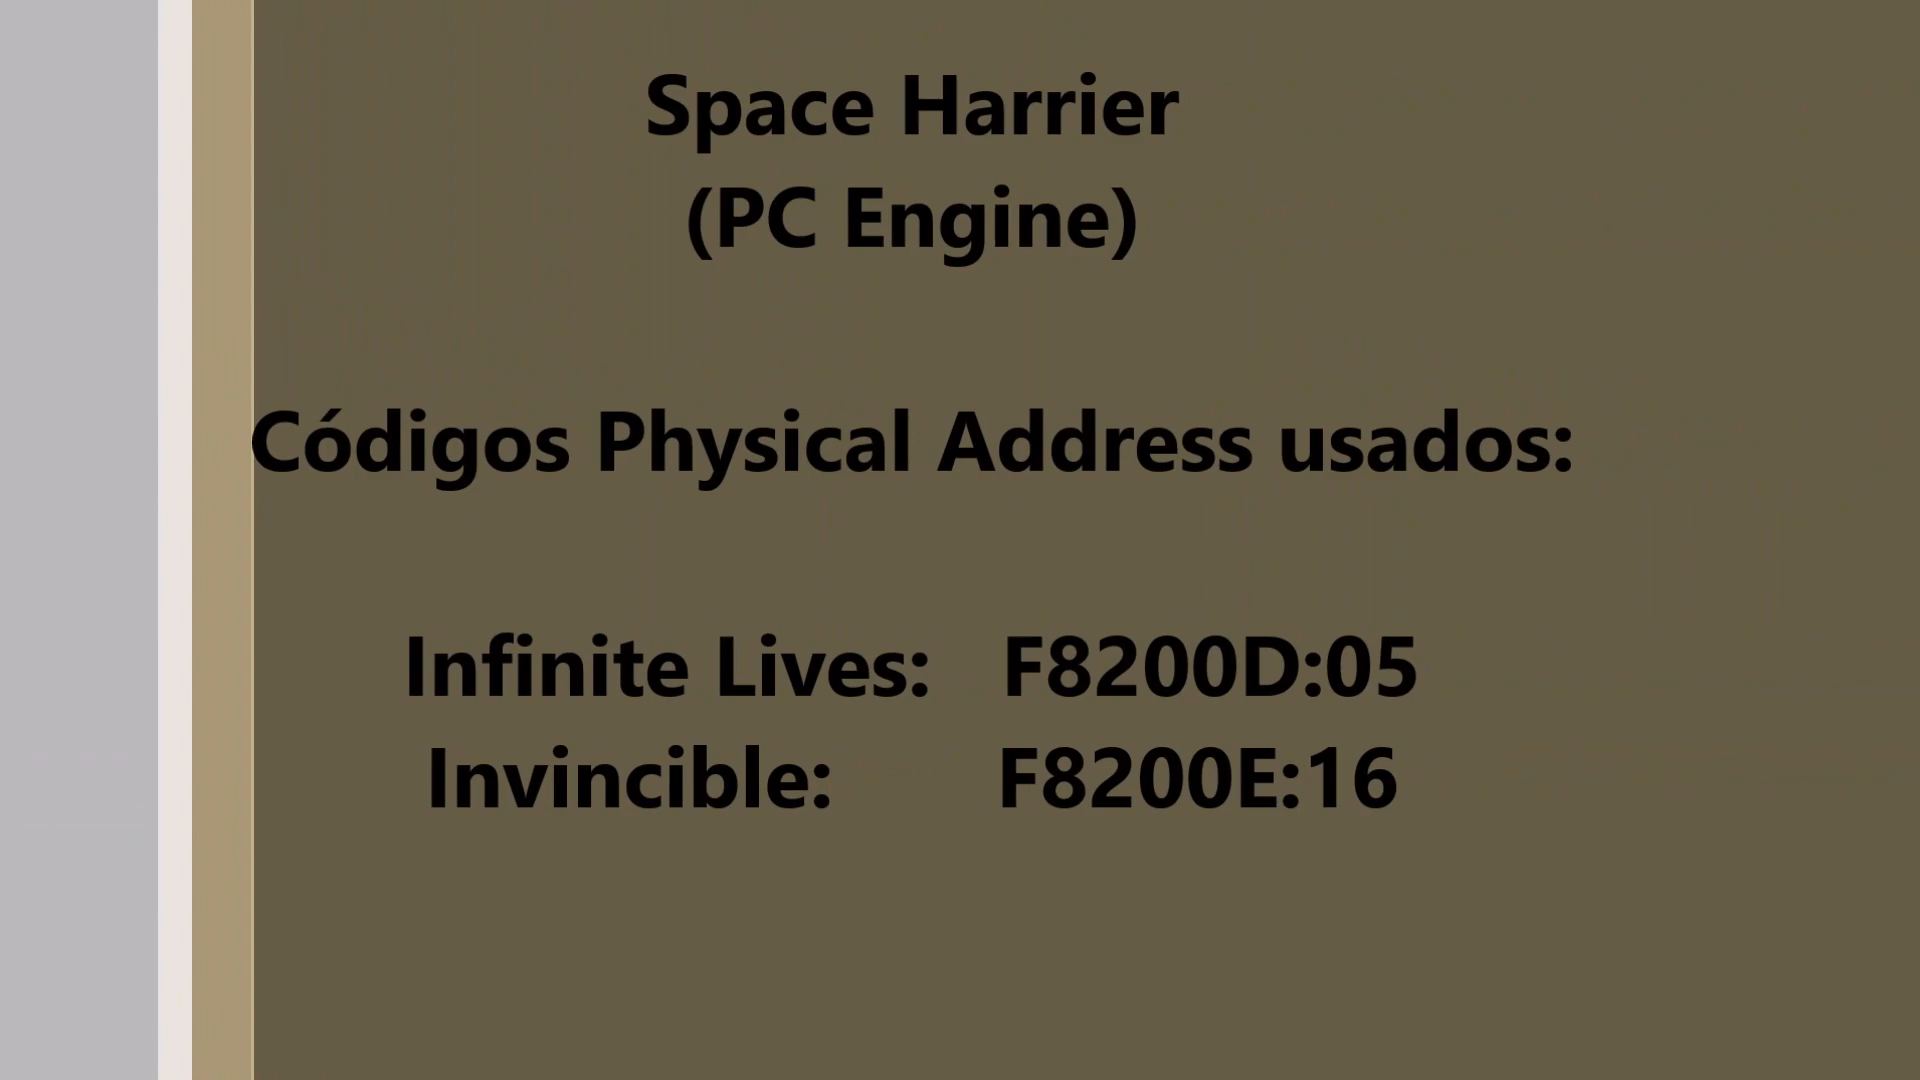 Space Harrier
(PC Engine)
Códigos Physical Address usados:
Infinite Lives: F8200D:05
Invincible: F8200E:16